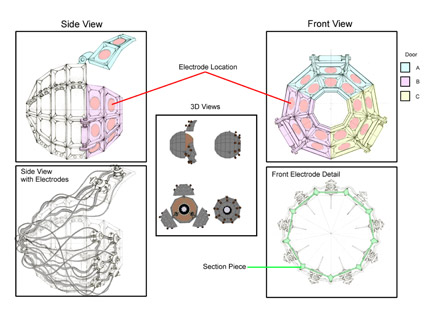 Side View
Front View
Electrode Location
Door
A
B
C
3D Views
Side View
with Electrodes
Front Electrode Detail
Section Piece